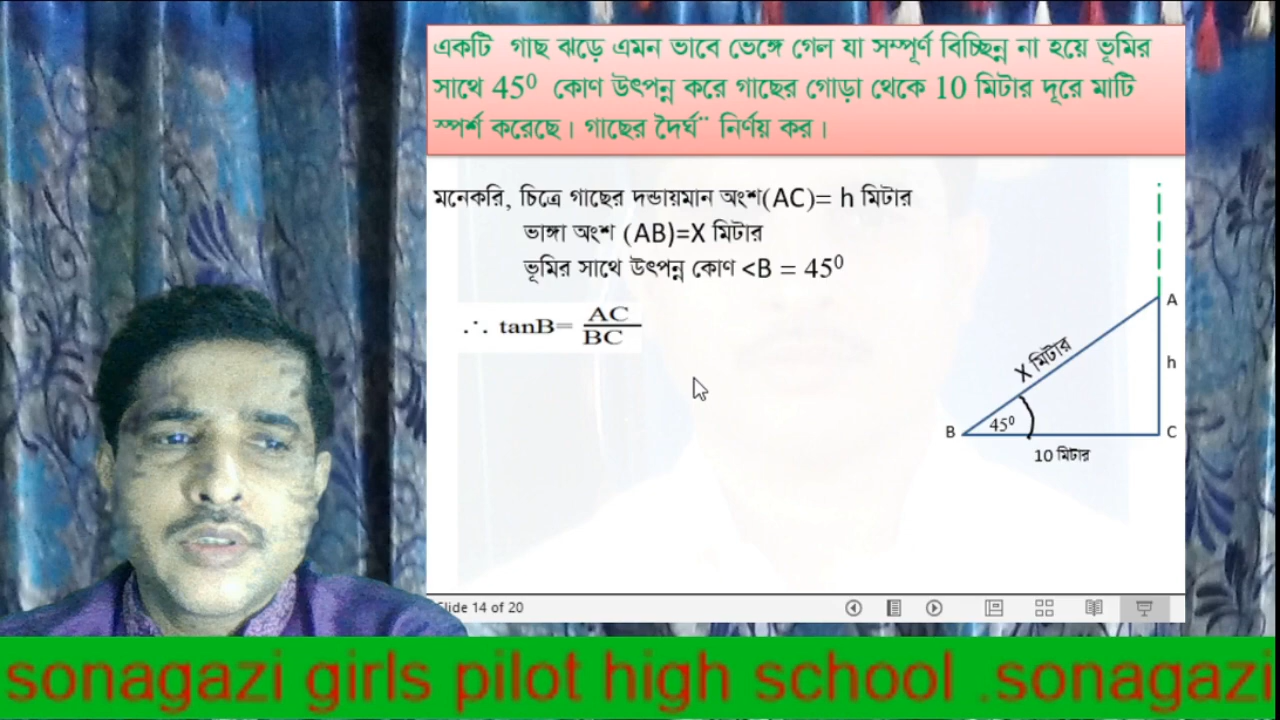 একটি গাছ ঝড়ে এমন ভাবে ভেঙ্গে গেল যা সম্পূর্ণ বিচ্ছিন্ন না হয়ে ভূমির
সাথে 45⁰ কোণ উৎপন্ন করে গাছের গোড়া থেকে 10 মিটার দূরে মাটি
স্পর্শ করেছে। গাছের দৈর্ঘ¨ নির্ণয় কর।
মনেকরি, চিত্রে গাছের দন্ডায়মান অংশ(AC)= h মিটার
ভাঙ্গা অংশ (AB)=X মিটার
ভূমির সাথে উৎপন্ন কোণ <B = 45⁰
∴ tanB= AC/BC
A
X মিটার
h
B
45⁰
C
10 মিটার
Slide 14 of 20
sonagazi girls pilot high school .sonagazi